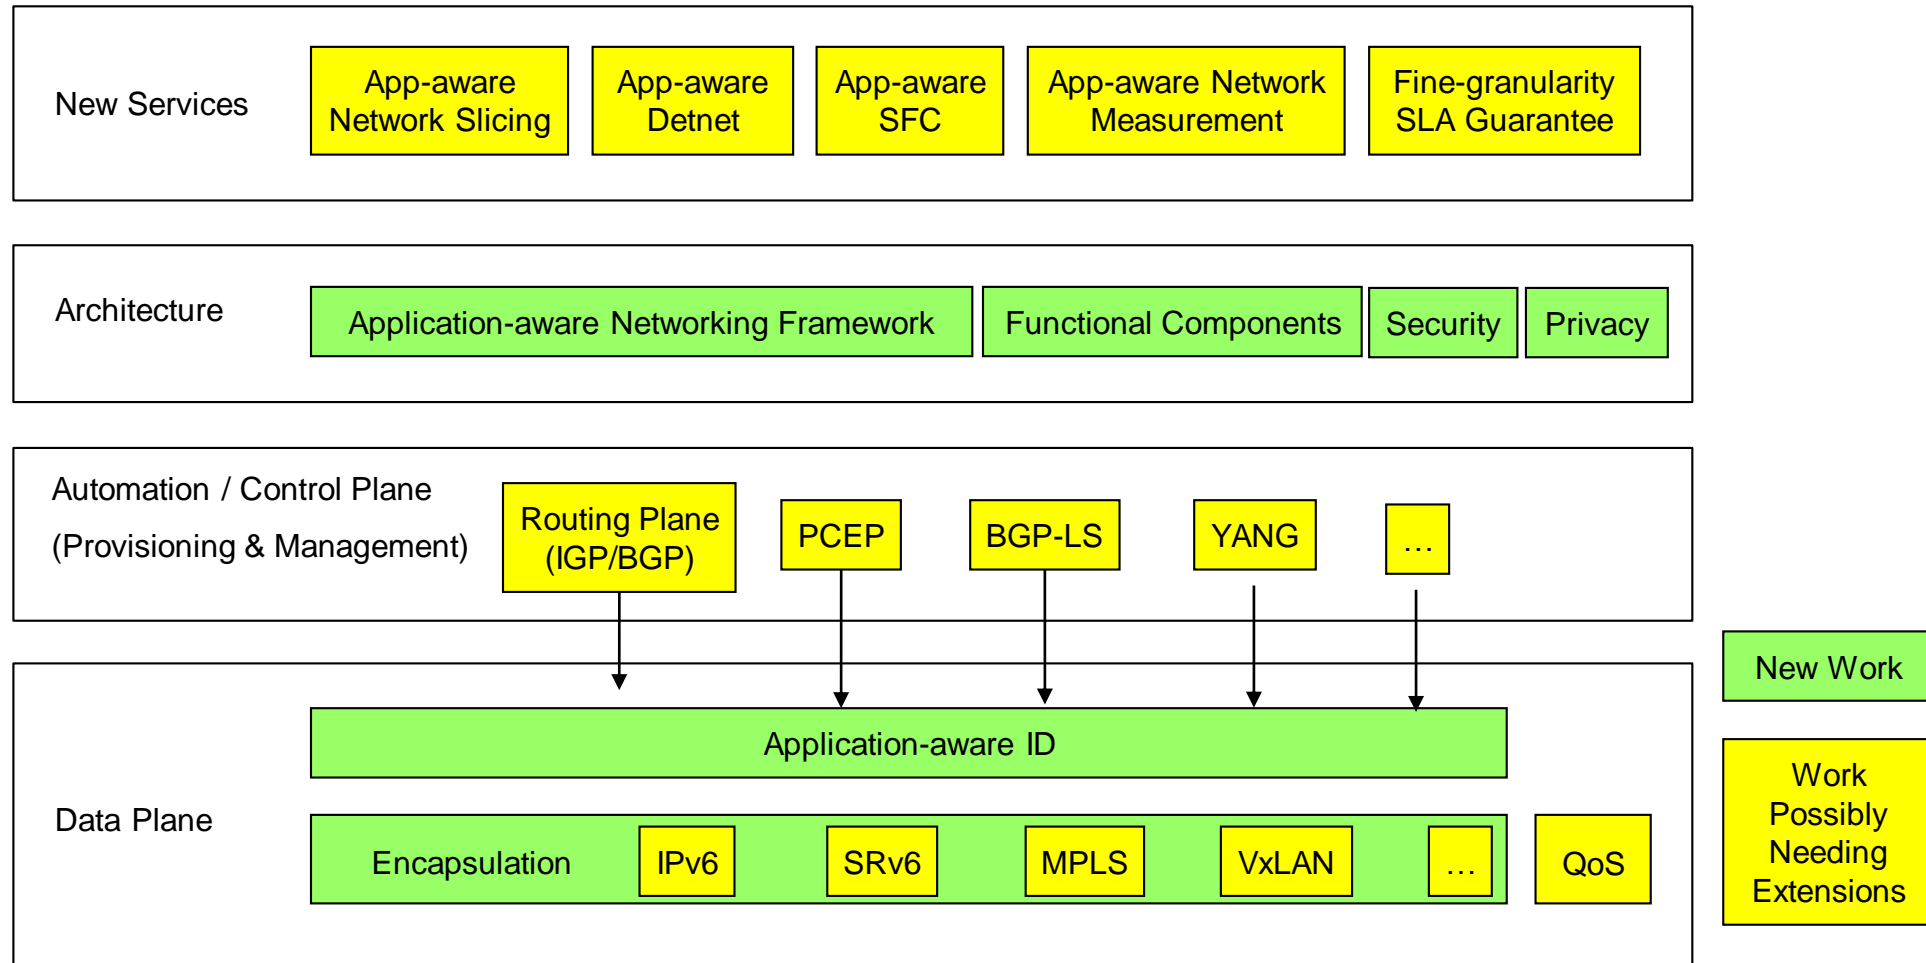 New Services
App-aware
Network Slicing
App-aware
Detnet
App-aware
SFC
App-aware Network
Measurement
Fine-granularity
SLA Guarantee
Architecture
Application-aware Networking Framework
Functional Components
Security
Privacy
Automation / Control Plane
(Provisioning & Management)
Routing Plane
(IGP/BGP)
PCEP
BGP-LS
YANG
…
New Work
Application-aware ID
Data Plane
Encapsulation
IPv6
SRv6
MPLS
VxLAN
…
QoS
Work
Possibly
Needing
Extensions